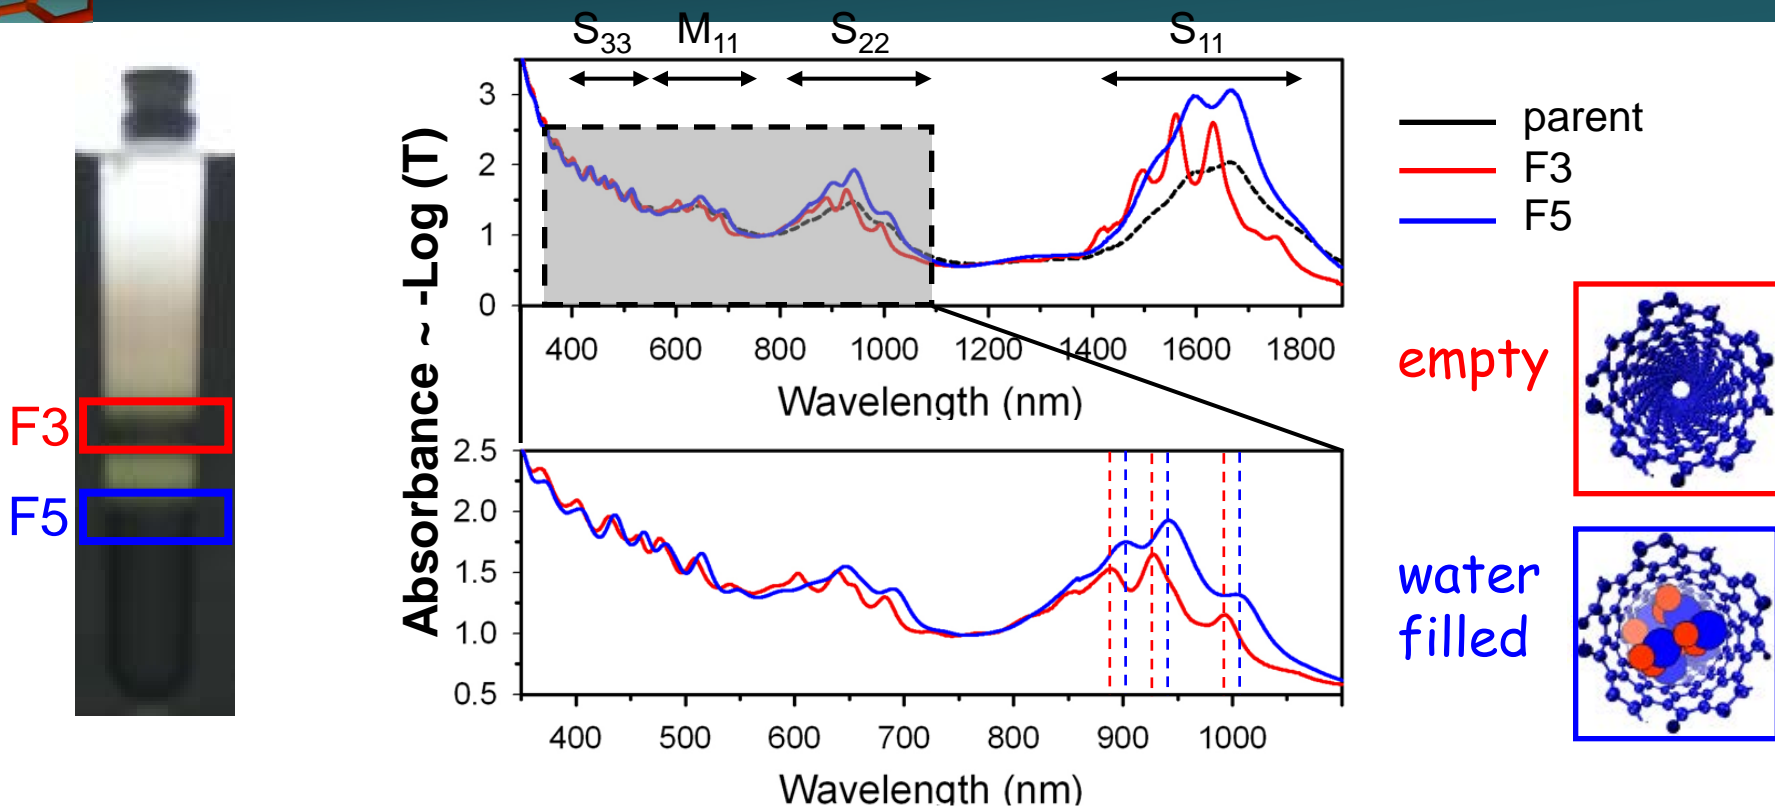 S33 M11 S22 S11
3
2
1
0
400 600 800 1000 1200 1400 1600 1800
Wavelength (nm)
Absorbance ~ -Log (T)
2.5
2.0
1.5
1.0
0.5
400 500 600 700 800 900 1000
Wavelength (nm)
F3
F5
parent
F3
F5
empty
water
filled